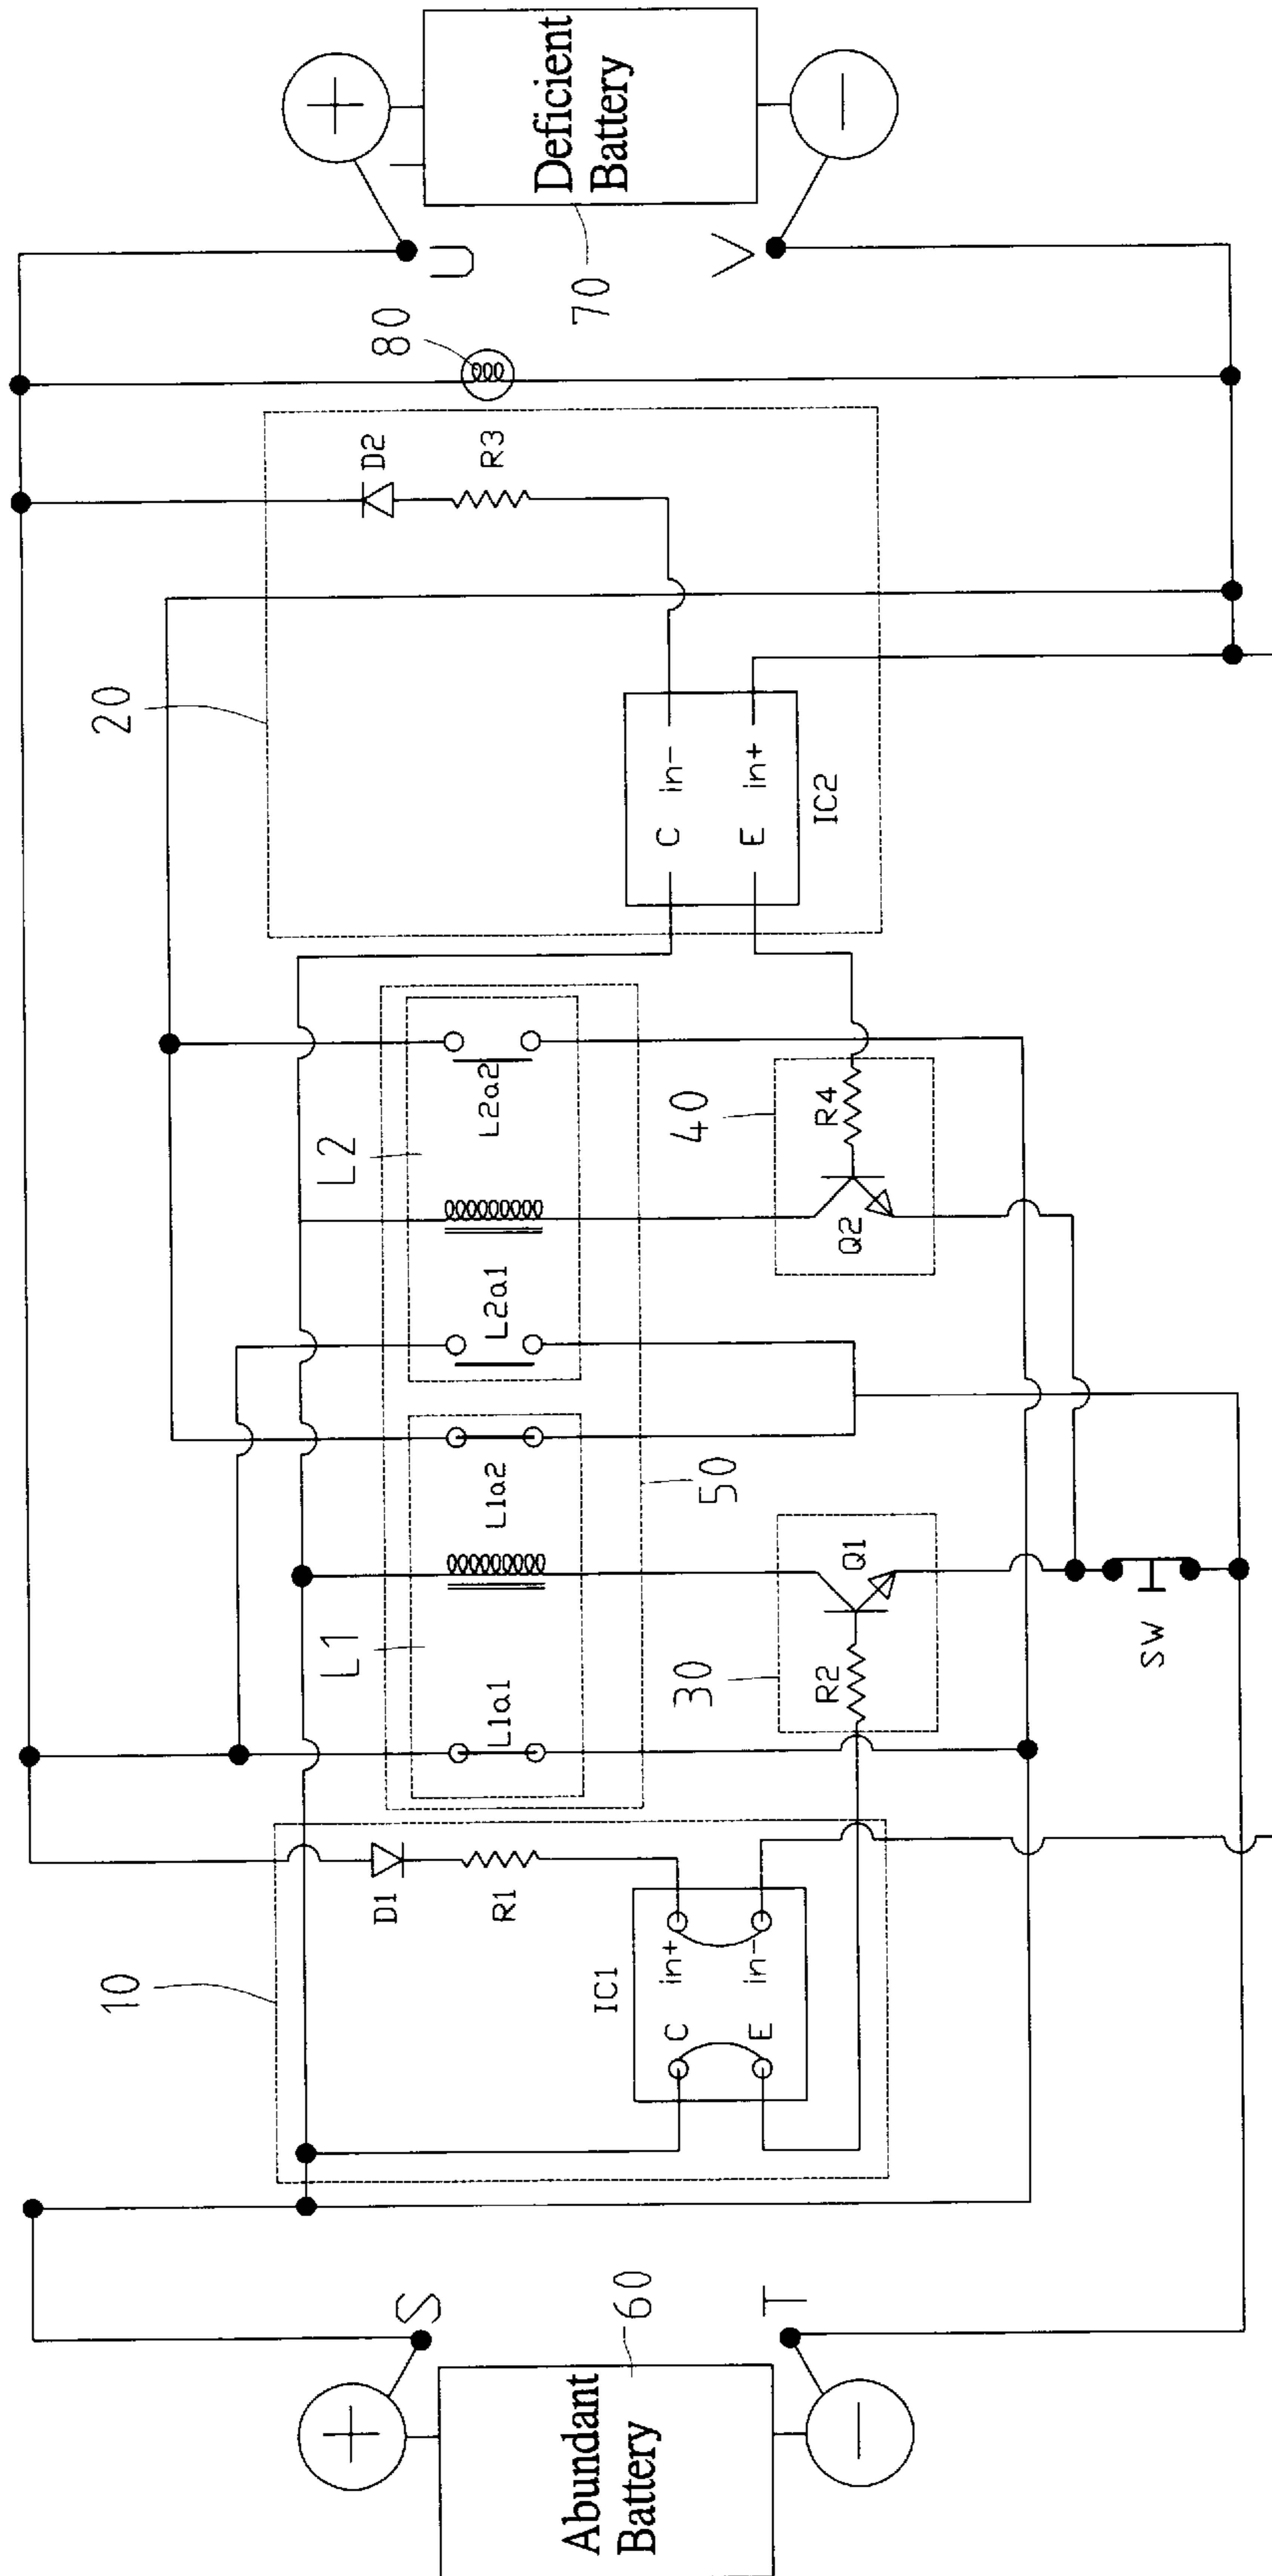 Abundant
Battery
60
S
T
10
D1
R1
IC1
C in+
E in-
L1
L1a1
L1a2
30
R2
Q1
SW
50
L2
L2a1
L2a2
40
Q2
R4
20
C in-
E in+
IC2
D2
R3
80
U
V
70
Deficient
Battery
+
-
+
-